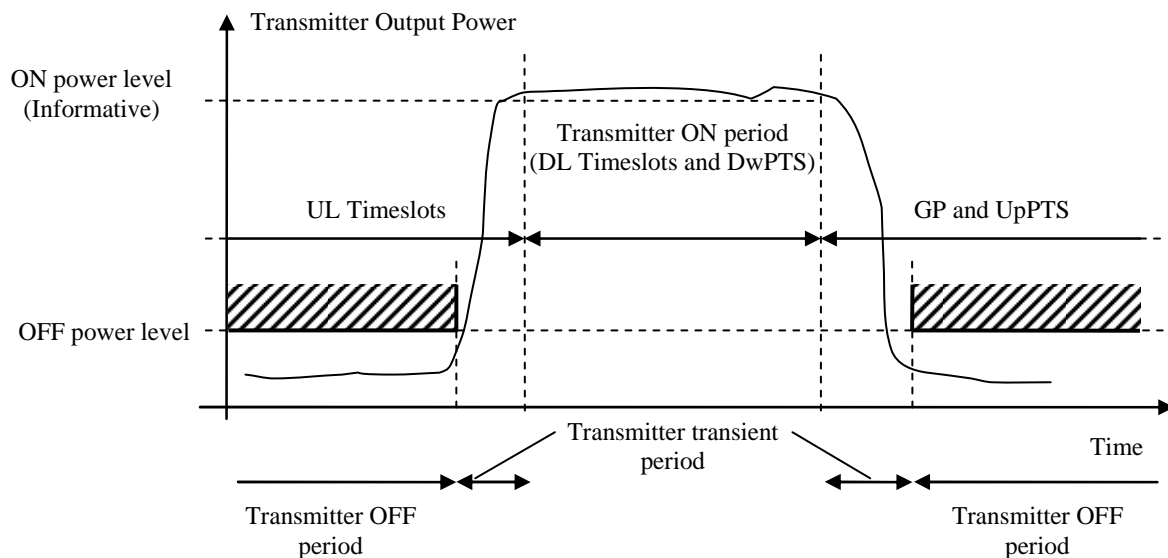 Transmitter Output Power
ON power level
(Informative)
Transmitter ON period
(DL Timeslots and DwPTS)
UL Timeslots
GP and UpPTS
OFF power level
Transmitter transient
period
Time
Transmitter OFF
period
Transmitter OFF
period